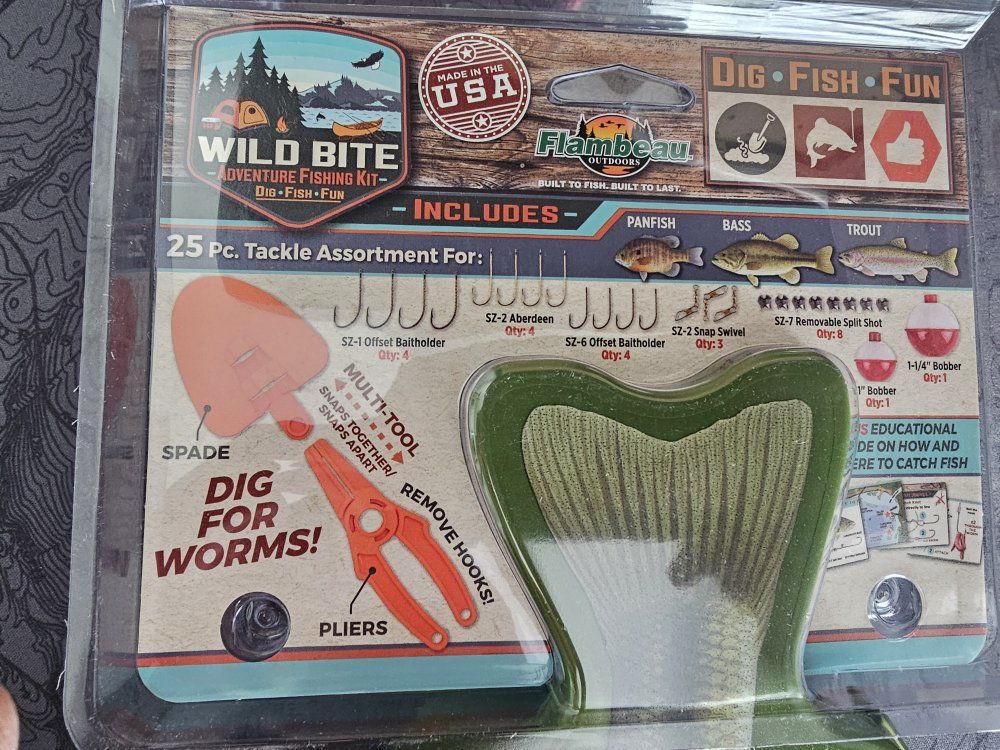 WILD BITE
ADVENTURE FISHING KIT
DIG • FISH • FUN
MADE IN THE
USA
Flambeau
OUTDOORS
BUILT TO FISH. BUILT TO LAST.
DIG • FISH • FUN
- INCLUDES -
25 Pc. Tackle Assortment For:
PANFISH
BASS
TROUT
SZ-1 Offset Baitholder
Qty: 4
SZ-2 Aberdeen
Qty: 4
SZ-6 Offset Baitholder
Qty: 4
SZ-2 Snap Swivel
Qty: 3
SZ-7 Removable Split Shot
Qty: 8
1" Bobber
Qty: 1
1-1/4" Bobber
Qty: 1
SPADE
MULTI-TOOL
SNAPS TOGETHER/
SNAPS APART
DIG
FOR
WORMS!
REMOVE HOOKS!
PLIERS
EDUCATIONAL
ON HOW AND
TO CATCH FISH